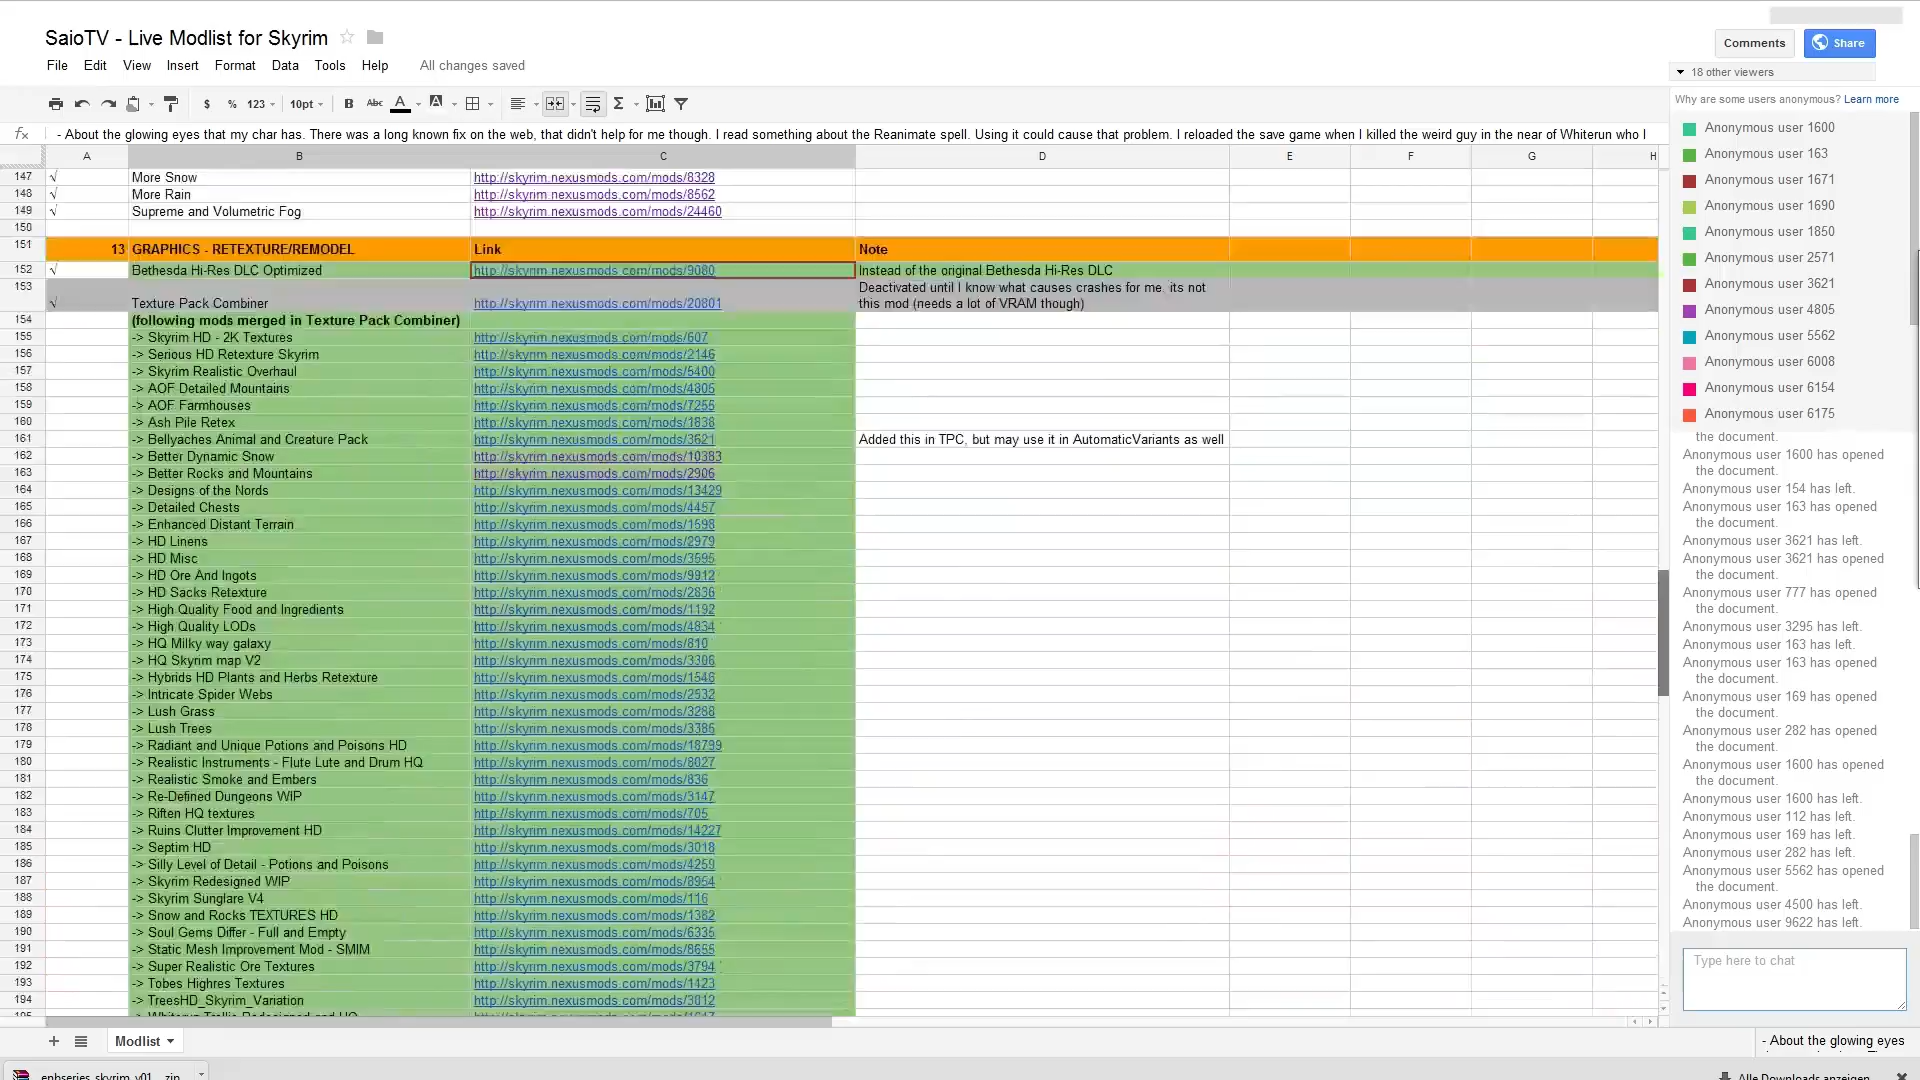 SaioTV - Live Modlist for Skyrim
Comments
Share
File Edit View Insert Format Data Tools Help All changes saved
18 other viewers
$ % 123 10pt B Abc A A Σ
Why are some users anonymous? Learn more
fx - About the glowing eyes that my char has. There was a long known fix on the web, that didn't help for me though. I read something about the Reanimate spell. Using it could cause that problem. I reloaded the save game when I killed the weird guy in the near of Whiterun who I
A B C D E F G H
147 √ More Snow http://skyrim.nexusmods.com/mods/8328
148 √ More Rain http://skyrim.nexusmods.com/mods/8562
149 √ Supreme and Volumetric Fog http://skyrim.nexusmods.com/mods/24460
150
151 13 GRAPHICS - RETEXTURE/REMODEL Link Note
152 √ Bethesda Hi-Res DLC Optimized http://skyrim.nexusmods.com/mods/9080 Instead of the original Bethesda Hi-Res DLC
153 √ Texture Pack Combiner http://skyrim.nexusmods.com/mods/20801 Deactivated until I know what causes crashes for me. its not
this mod (needs a lot of VRAM though)
154 (following mods merged in Texture Pack Combiner)
155 -> Skyrim HD - 2K Textures http://skyrim.nexusmods.com/mods/607
156 -> Serious HD Retexture Skyrim http://skyrim.nexusmods.com/mods/2146
157 -> Skyrim Realistic Overhaul http://skyrim.nexusmods.com/mods/5400
158 -> AOF Detailed Mountains http://skyrim.nexusmods.com/mods/4805
159 -> AOF Farmhouses http://skyrim.nexusmods.com/mods/7255
160 -> Ash Pile Retex http://skyrim.nexusmods.com/mods/1838
161 -> Bellyaches Animal and Creature Pack http://skyrim.nexusmods.com/mods/3621 Added this in TPC, but may use it in AutomaticVariants as well
162 -> Better Dynamic Snow http://skyrim.nexusmods.com/mods/10383
163 -> Better Rocks and Mountains http://skyrim.nexusmods.com/mods/2906
164 -> Designs of the Nords http://skyrim.nexusmods.com/mods/13429
165 -> Detailed Chests http://skyrim.nexusmods.com/mods/4457
166 -> Enhanced Distant Terrain http://skyrim.nexusmods.com/mods/1598
167 -> HD Linens http://skyrim.nexusmods.com/mods/2979
168 -> HD Misc http://skyrim.nexusmods.com/mods/3595
169 -> HD Ore And Ingots http://skyrim.nexusmods.com/mods/9912
170 -> HD Sacks Retexture http://skyrim.nexusmods.com/mods/2836
171 -> High Quality Food and Ingredients http://skyrim.nexusmods.com/mods/1192
172 -> High Quality LODs http://skyrim.nexusmods.com/mods/4834
173 -> HQ Milky way galaxy http://skyrim.nexusmods.com/mods/810
174 -> HQ Skyrim map V2 http://skyrim.nexusmods.com/mods/3306
175 -> Hybrids HD Plants and Herbs Retexture http://skyrim.nexusmods.com/mods/1546
176 -> Intricate Spider Webs http://skyrim.nexusmods.com/mods/2532
177 -> Lush Grass http://skyrim.nexusmods.com/mods/3288
178 -> Lush Trees http://skyrim.nexusmods.com/mods/3386
179 -> Radiant and Unique Potions and Poisons HD http://skyrim.nexusmods.com/mods/18799
180 -> Realistic Instruments - Flute Lute and Drum HQ http://skyrim.nexusmods.com/mods/8027
181 -> Realistic Smoke and Embers http://skyrim.nexusmods.com/mods/836
182 -> Re-Defined Dungeons WIP http://skyrim.nexusmods.com/mods/3147
183 -> Riften HQ textures http://skyrim.nexusmods.com/mods/705
184 -> Ruins Clutter Improvement HD http://skyrim.nexusmods.com/mods/14227
185 -> Septim HD http://skyrim.nexusmods.com/mods/3018
186 -> Silly Level of Detail - Potions and Poisons http://skyrim.nexusmods.com/mods/4259
187 -> Skyrim Redesigned WIP http://skyrim.nexusmods.com/mods/8954
188 -> Skyrim Sunglare V4 http://skyrim.nexusmods.com/mods/116
189 -> Snow and Rocks TEXTURES HD http://skyrim.nexusmods.com/mods/1382
190 -> Soul Gems Differ - Full and Empty http://skyrim.nexusmods.com/mods/6335
191 -> Static Mesh Improvement Mod - SMIM http://skyrim.nexusmods.com/mods/8655
192 -> Super Realistic Ore Textures http://skyrim.nexusmods.com/mods/3794
193 -> Tobes Highres Textures http://skyrim.nexusmods.com/mods/1123
194 -> TreesHD_Skyrim_Variation http://skyrim.nexusmods.com/mods/3812
Anonymous user 1600
Anonymous user 163
Anonymous user 1671
Anonymous user 1690
Anonymous user 1850
Anonymous user 2571
Anonymous user 3621
Anonymous user 4805
Anonymous user 5562
Anonymous user 6008
Anonymous user 6154
Anonymous user 6175
the document.
Anonymous user 1600 has opened
the document.
Anonymous user 154 has left.
Anonymous user 163 has opened
the document.
Anonymous user 3621 has left.
Anonymous user 3621 has opened
the document.
Anonymous user 777 has opened
the document.
Anonymous user 3295 has left.
Anonymous user 163 has left.
Anonymous user 163 has opened
the document.
Anonymous user 169 has opened
the document.
Anonymous user 282 has opened
the document.
Anonymous user 1600 has opened
the document.
Anonymous user 1600 has left.
Anonymous user 112 has left.
Anonymous user 169 has left.
Anonymous user 282 has left.
Anonymous user 5562 has opened
the document.
Anonymous user 4500 has left.
Anonymous user 9622 has left.
Type here to chat
Modlist
- About the glowing eyes
enbseries_skyrim_v01....zip
Alle Downloads anzeigen